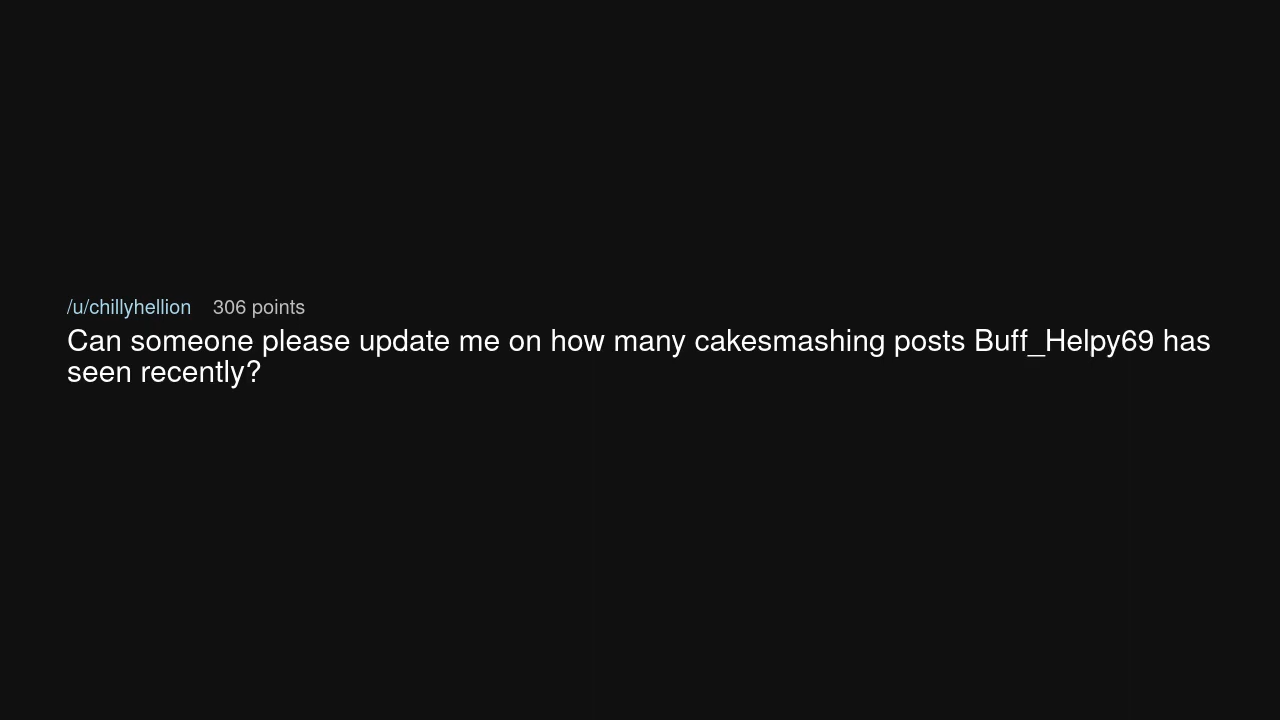 /u/chillyhellion 306 points
Can someone please update me on how many cakesmashing posts Buff_Helpy69 has
seen recently?